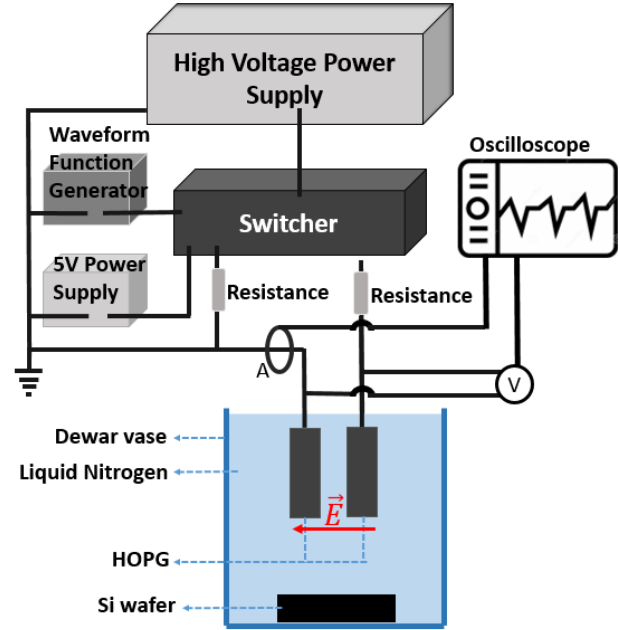 High Voltage Power
Supply
Waveform
Function
Generator
Oscilloscope
Switcher
5V Power
Supply
Resistance
Resistance
A
V
Dewar vase
Liquid Nitrogen
E⃗
HOPG
Si wafer